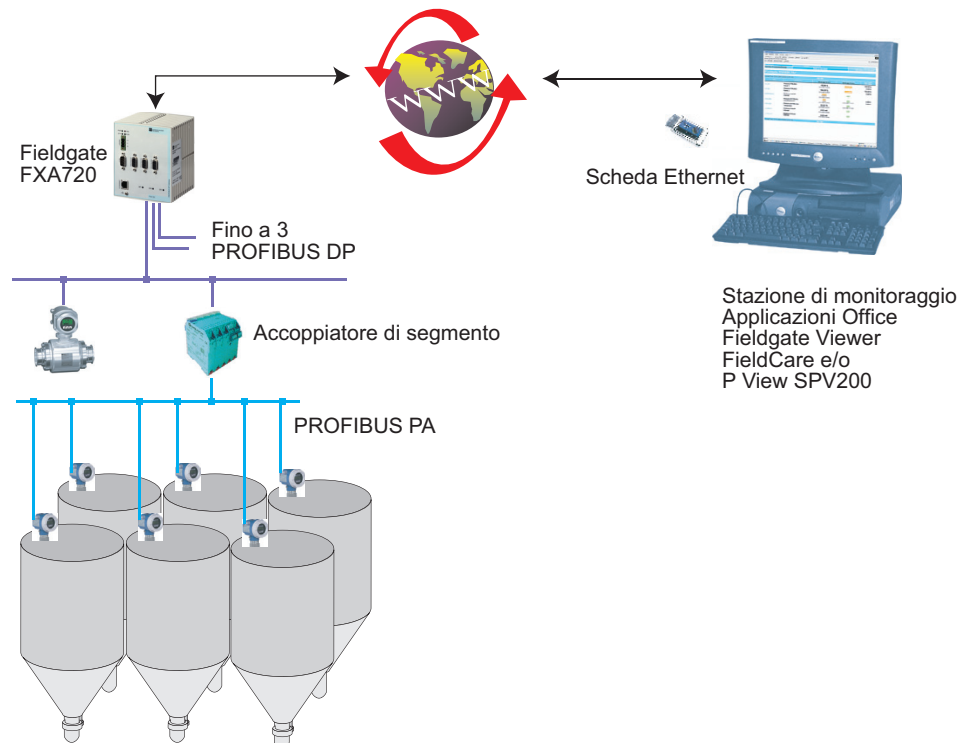 WWW
Fieldgate
FXA720
Scheda Ethernet
Fino a 3
PROFIBUS DP
Accoppiatore di segmento
Stazione di monitoraggio
Applicazioni Office
Fieldgate Viewer
FieldCare e/o
P View SPV200
PROFIBUS PA